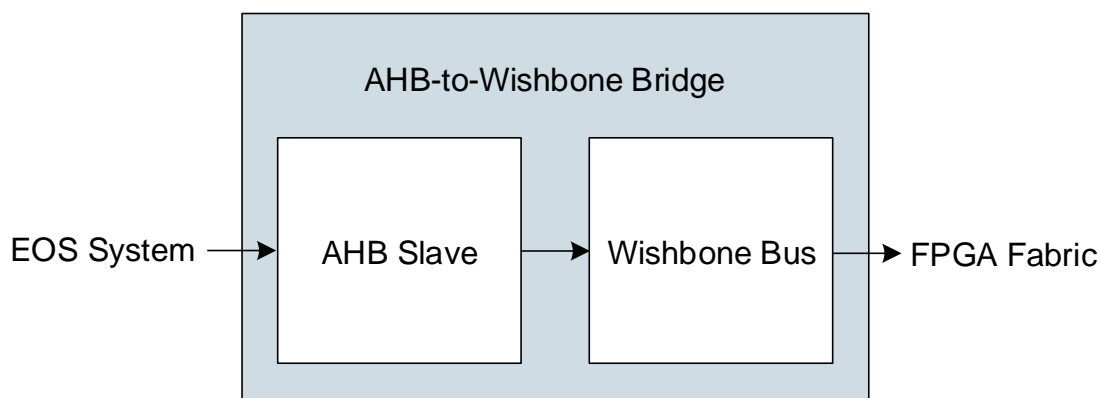 AHB-to-Wishbone Bridge
EOS System
AHB Slave
Wishbone Bus
FPGA Fabric